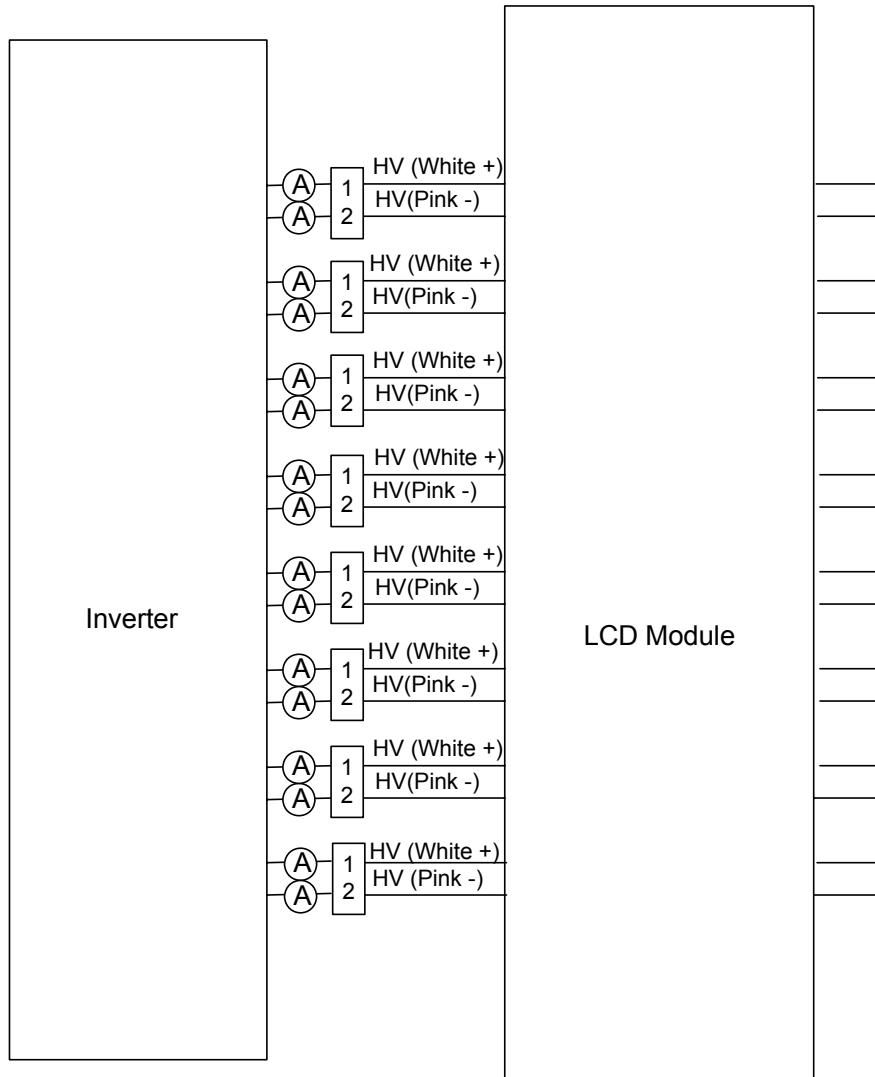 A 1 HV (White +)
A 2 HV(Pink -)
A 1 HV (White +)
A 2 HV(Pink -)
A 1 HV (White +)
A 2 HV(Pink -)
A 1 HV (White +)
A 2 HV(Pink -)
A 1 HV (White +)
A 2 HV(Pink -)
Inverter
LCD Module
A 1 HV (White +)
A 2 HV(Pink -)
A 1 HV (White +)
A 2 HV(Pink -)
A 1 HV (White +)
A 2 HV (Pink -)